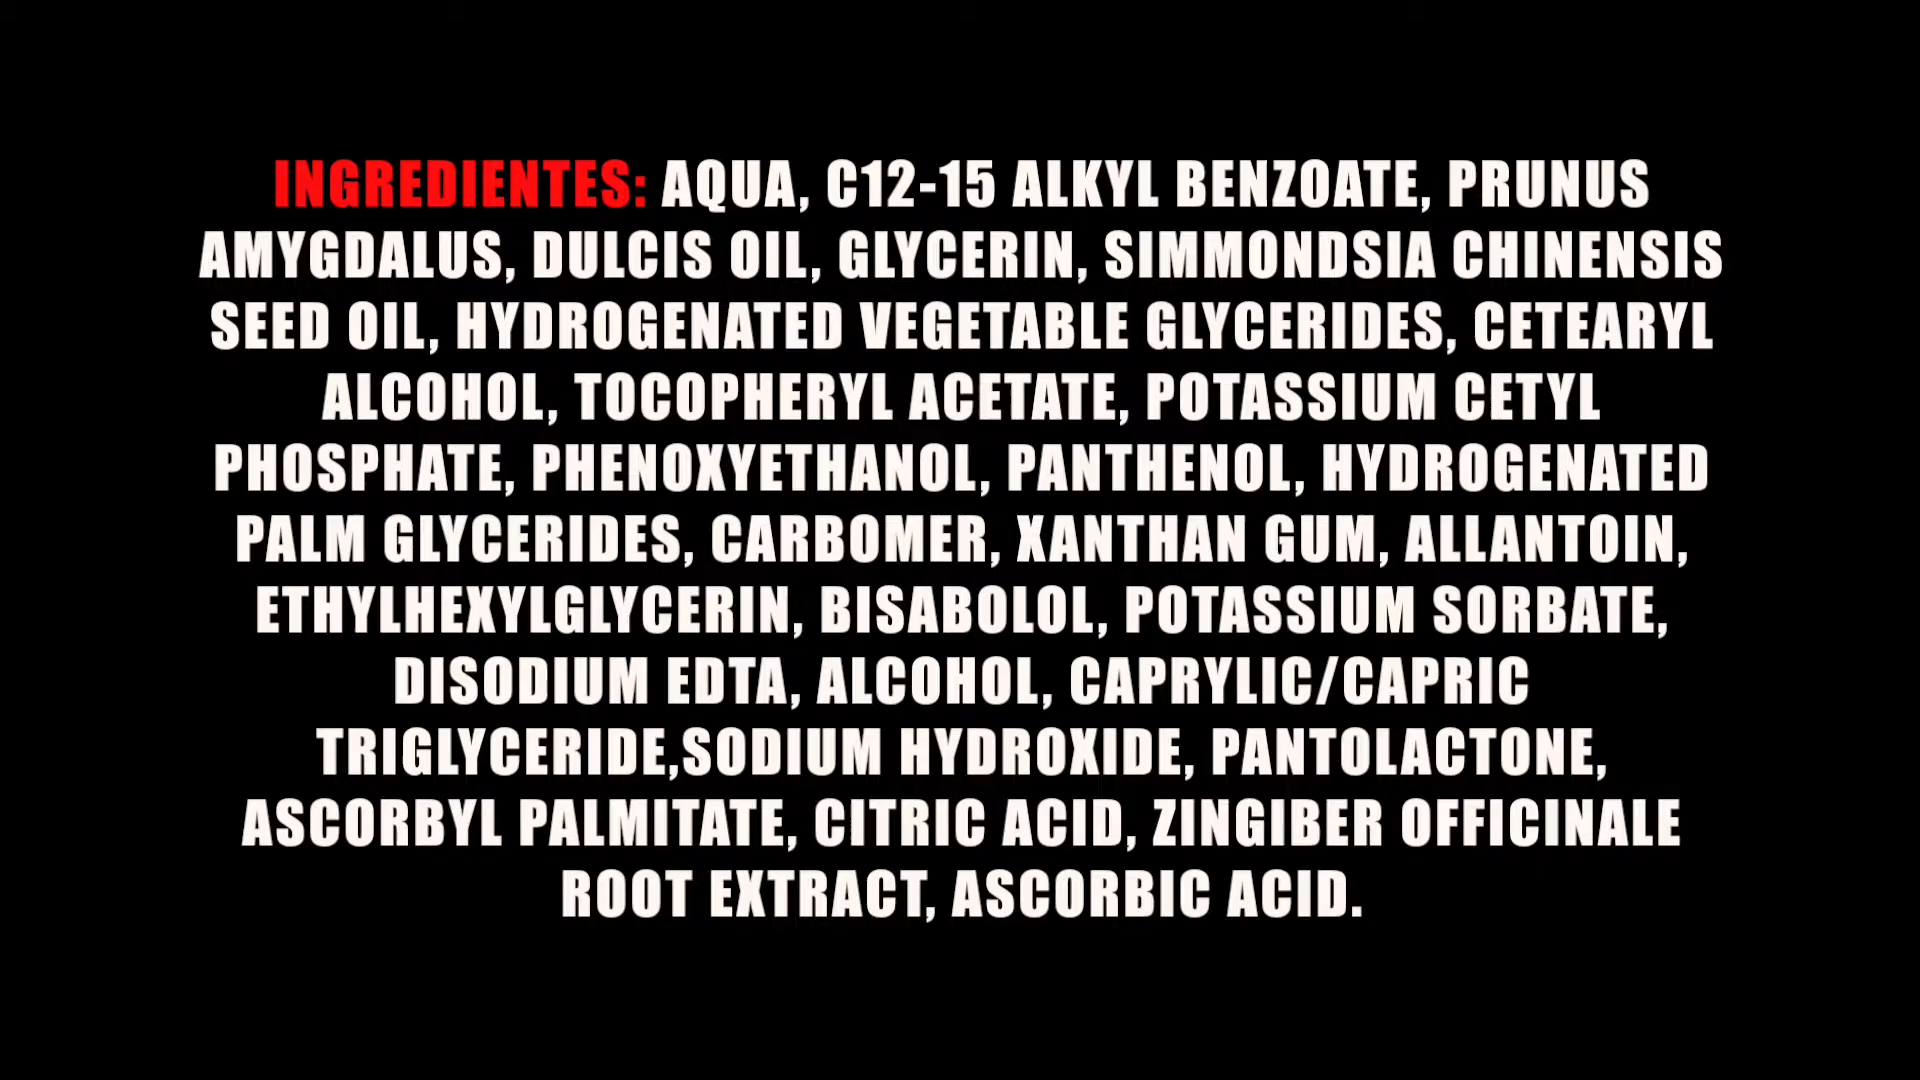 INGREDIENTES: AQUA, C12-15 ALKYL BENZOATE, PRUNUS
AMYGDALUS, DULCIS OIL, GLYCERIN, SIMMONDSIA CHINENSIS
SEED OIL, HYDROGENATED VEGETABLE GLYCERIDES, CETEARYL
ALCOHOL, TOCOPHERYL ACETATE, POTASSIUM CETYL
PHOSPHATE, PHENOXYETHANOL, PANTHENOL, HYDROGENATED
PALM GLYCERIDES, CARBOMER, XANTHAN GUM, ALLANTOIN,
ETHYLHEXYLGLYCERIN, BISABOLOL, POTASSIUM SORBATE,
DISODIUM EDTA, ALCOHOL, CAPRYLIC/CAPRIC
TRIGLYCERIDE,SODIUM HYDROXIDE, PANTOLACTONE,
ASCORBYL PALMITATE, CITRIC ACID, ZINGIBER OFFICINALE
ROOT EXTRACT, ASCORBIC ACID.